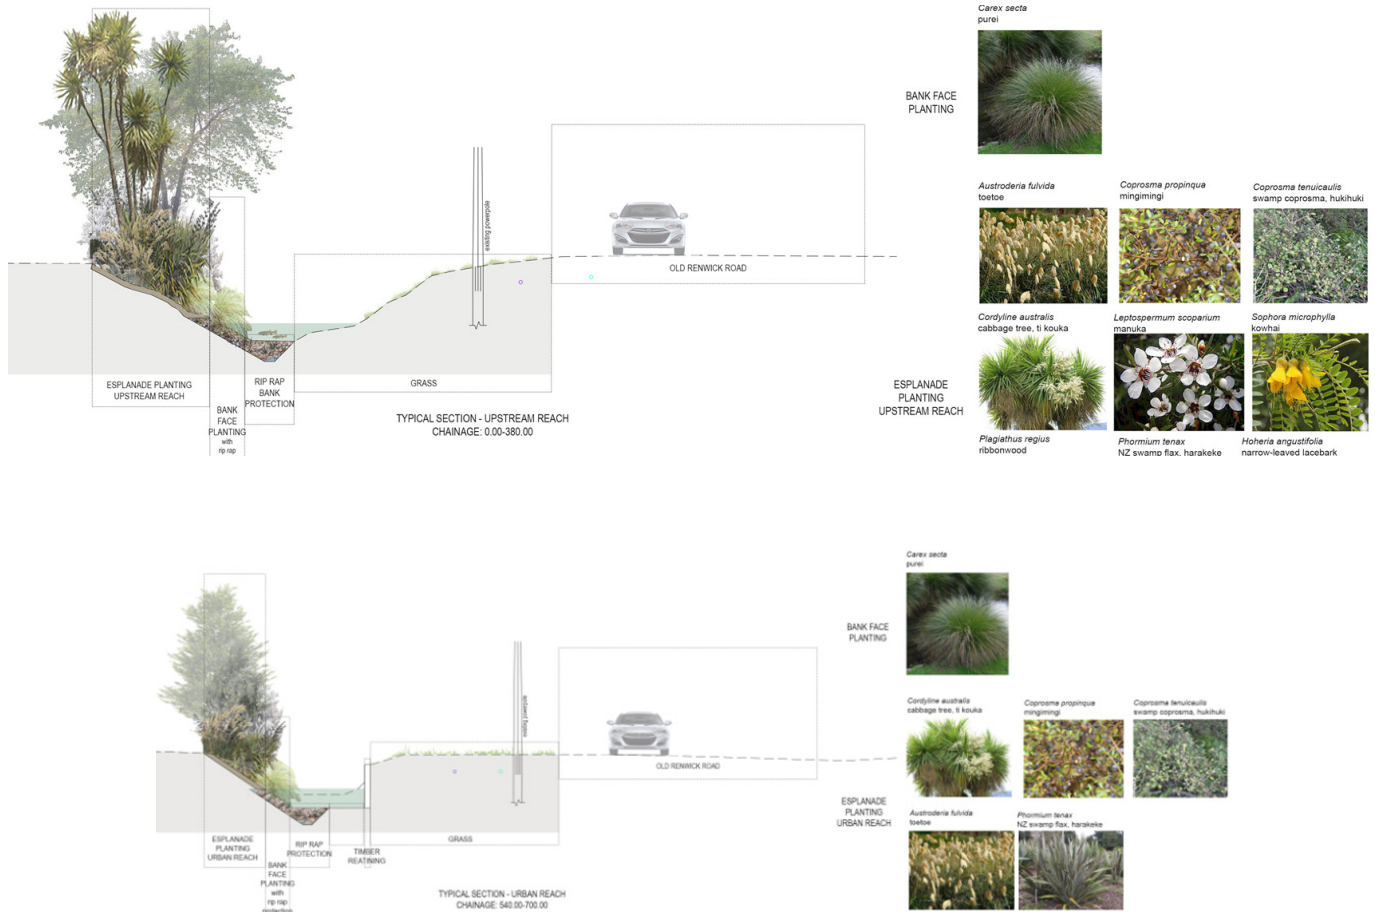 Carex secta
purei
BANK FACE
PLANTING
existing powerpole
OLD RENWICK ROAD
Austroderia fulvida
toetoe
Coprosma propinqua
mingimingi
Coprosma tenuicaulis
swamp coprosma, hukihuki
Cordyline australis
cabbage tree, ti kouka
Leptospermum scoparium
manuka
Sophora microphylla
kowhai
ESPLANADE
PLANTING
UPSTREAM REACH
Plagiathus regius
ribbonwood
Phormium tenax
NZ swamp flax, harakeke
Hoheria angustifolia
narrow-leaved lacebark
ESPLANADE PLANTING
UPSTREAM REACH
BANK
FACE
PLANTING
with
rip rap
RIP RAP
BANK
PROTECTION
GRASS
TYPICAL SECTION - UPSTREAM REACH
CHAINAGE: 0.00-380.00
Carex secta
purei
BANK FACE
PLANTING
existing powerpole
OLD RENWICK ROAD
Cordyline australis
cabbage tree, ti kouka
Coprosma propinqua
mingimingi
Coprosma tenuicaulis
swamp coprosma, hukihuki
ESPLANADE
PLANTING
URBAN REACH
Austroderia fulvida
toetoe
Phormium tenax
NZ swamp flax, harakeke
ESPLANADE
PLANTING
URBAN REACH
BANK
FACE
PLANTING
with
rip rap
protection
RIP RAP
PROTECTION
TIMBER
REATINING
GRASS
TYPICAL SECTION - URBAN REACH
CHAINAGE: 540.00-700.00